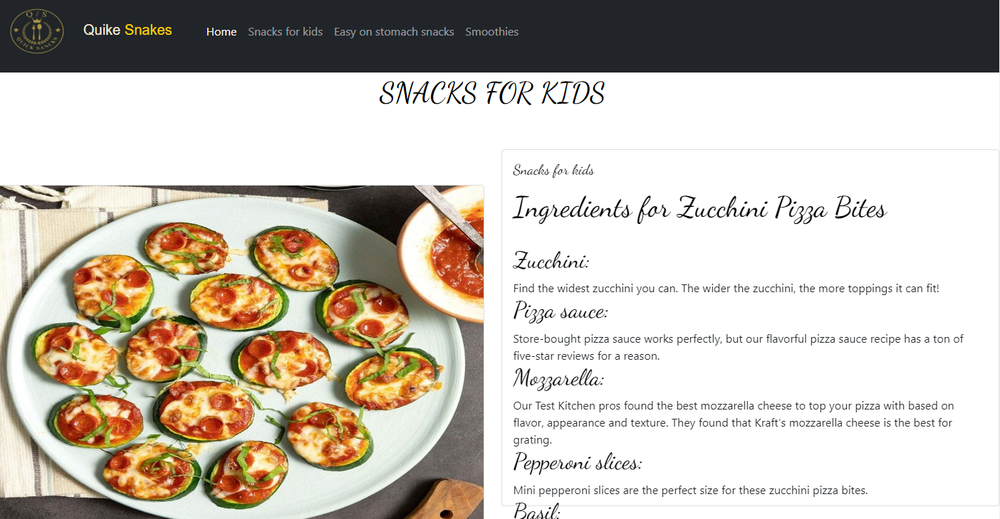 Q / S
QUICK SANCKS
Quike Snakes
Home Snacks for kids Easy on stomach snacks Smoothies
SNACKS FOR KIDS
Snacks for kids
Ingredients for Zucchini Pizza Bites
Zucchini:
Find the widest zucchini you can. The wider the zucchini, the more toppings it can fit!
Pizza sauce:
Store-bought pizza sauce works perfectly, but our flavorful pizza sauce recipe has a ton of
five-star reviews for a reason.
Mozzarella:
Our Test Kitchen pros found the best mozzarella cheese to top your pizza with based on
flavor, appearance and texture. They found that Kraft’s mozzarella cheese is the best for
grating.
Pepperoni slices:
Mini pepperoni slices are the perfect size for these zucchini pizza bites.
Basil: